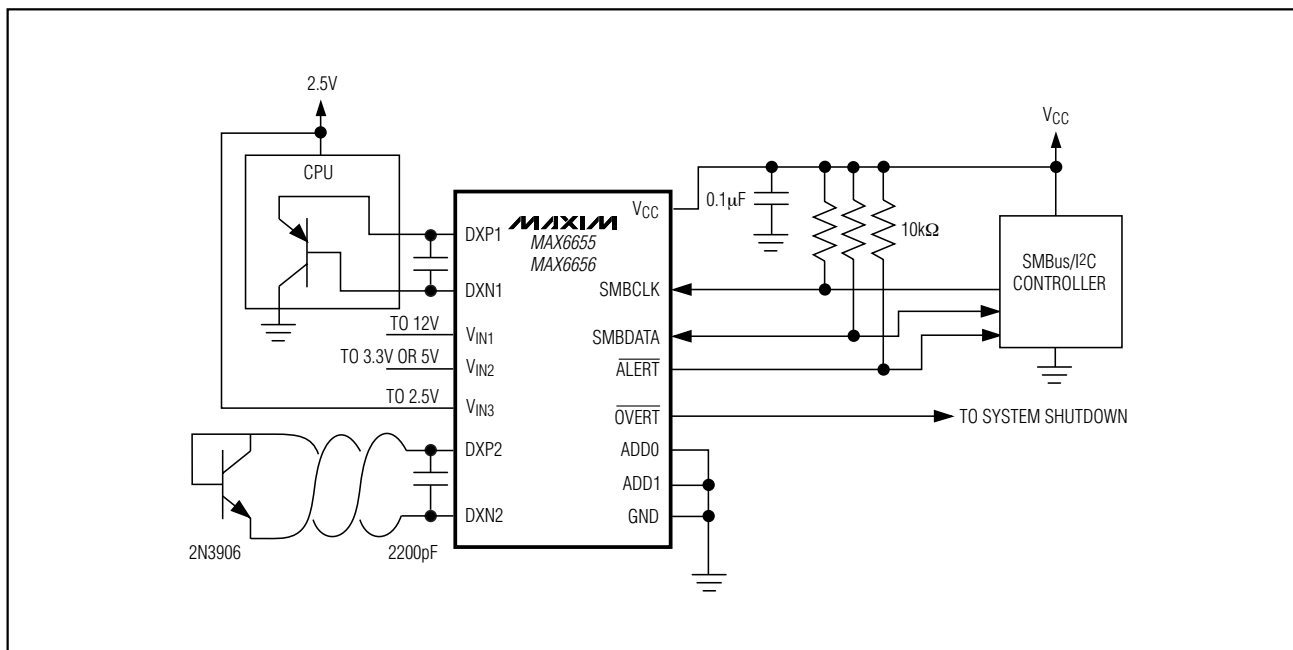 2.5V
CPU
VCC
MAXIM
MAX6655
MAX6656
VCC
0.1µF
10kΩ
SMBus/I2C
CONTROLLER
DXP1
DXN1
TO 12V
VIN1
TO 3.3V OR 5V
VIN2
TO 2.5V
VIN3
DXP2
DXN2
2N3906
2200pF
SMBCLK
SMBDATA
ALERT
OVERT
TO SYSTEM SHUTDOWN
ADD0
ADD1
GND